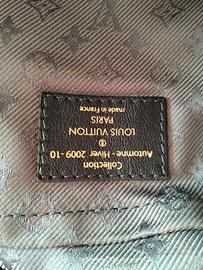 Collection
Automne - Hiver 2009-10
®
LOUIS VUITTON
PARIS
made in France